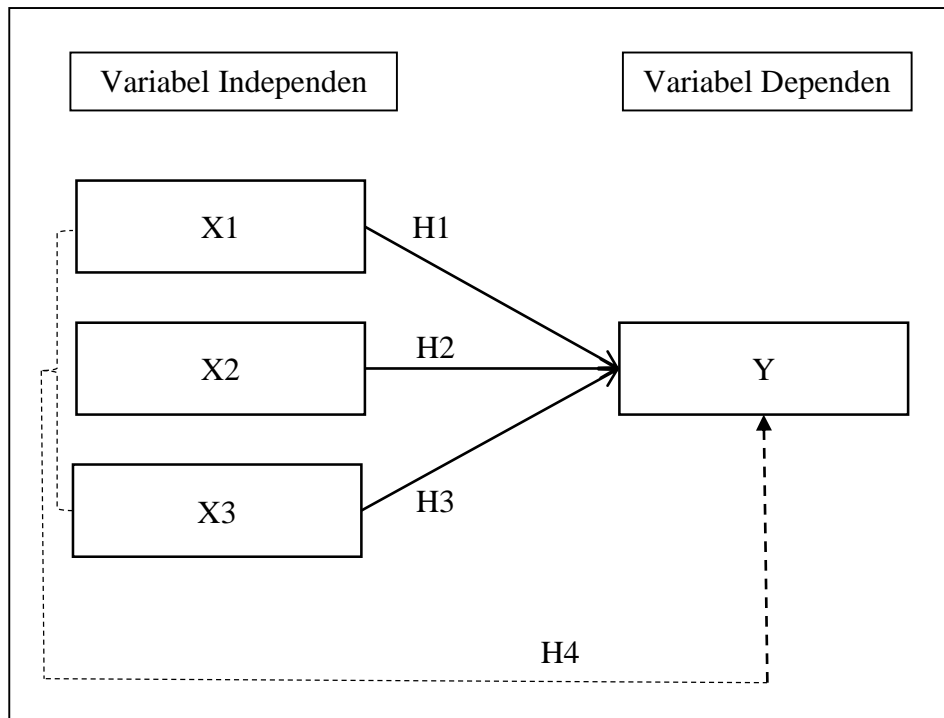 Variabel Independen
Variabel Dependen
X1
H1
X2
H2
Y
X3
H3
H4